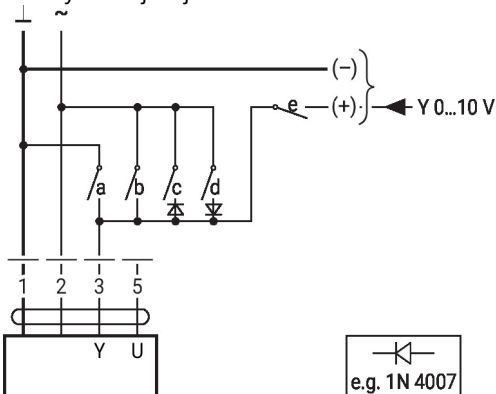 ⊥ ~
(−)
e (+) Y 0...10 V
a b c d
1 2 3 5
Y U
e.g. 1N 4007